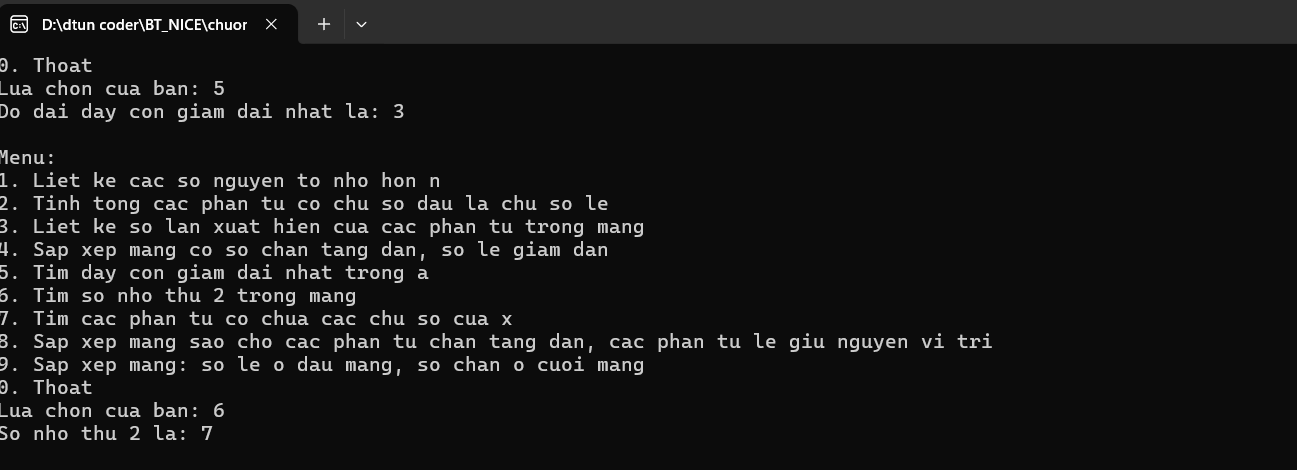 D:\dtun coder\BT_NICE\chuor
0. Thoat
Lua chon cua ban: 5
Do dai day con giam dai nhat la: 3
Menu:
1. Liet ke cac so nguyen to nho hon n
2. Tinh tong cac phan tu co chu so dau la chu so le
3. Liet ke so lan xuat hien cua cac phan tu trong mang
4. Sap xep mang co so chan tang dan, so le giam dan
5. Tim day con giam dai nhat trong a
6. Tim so nho thu 2 trong mang
7. Tim cac phan tu co chua cac chu so cua x
8. Sap xep mang sao cho cac phan tu chan tang dan, cac phan tu le giu nguyen vi tri
9. Sap xep mang: so le o dau mang, so chan o cuoi mang
0. Thoat
Lua chon cua ban: 6
So nho thu 2 la: 7